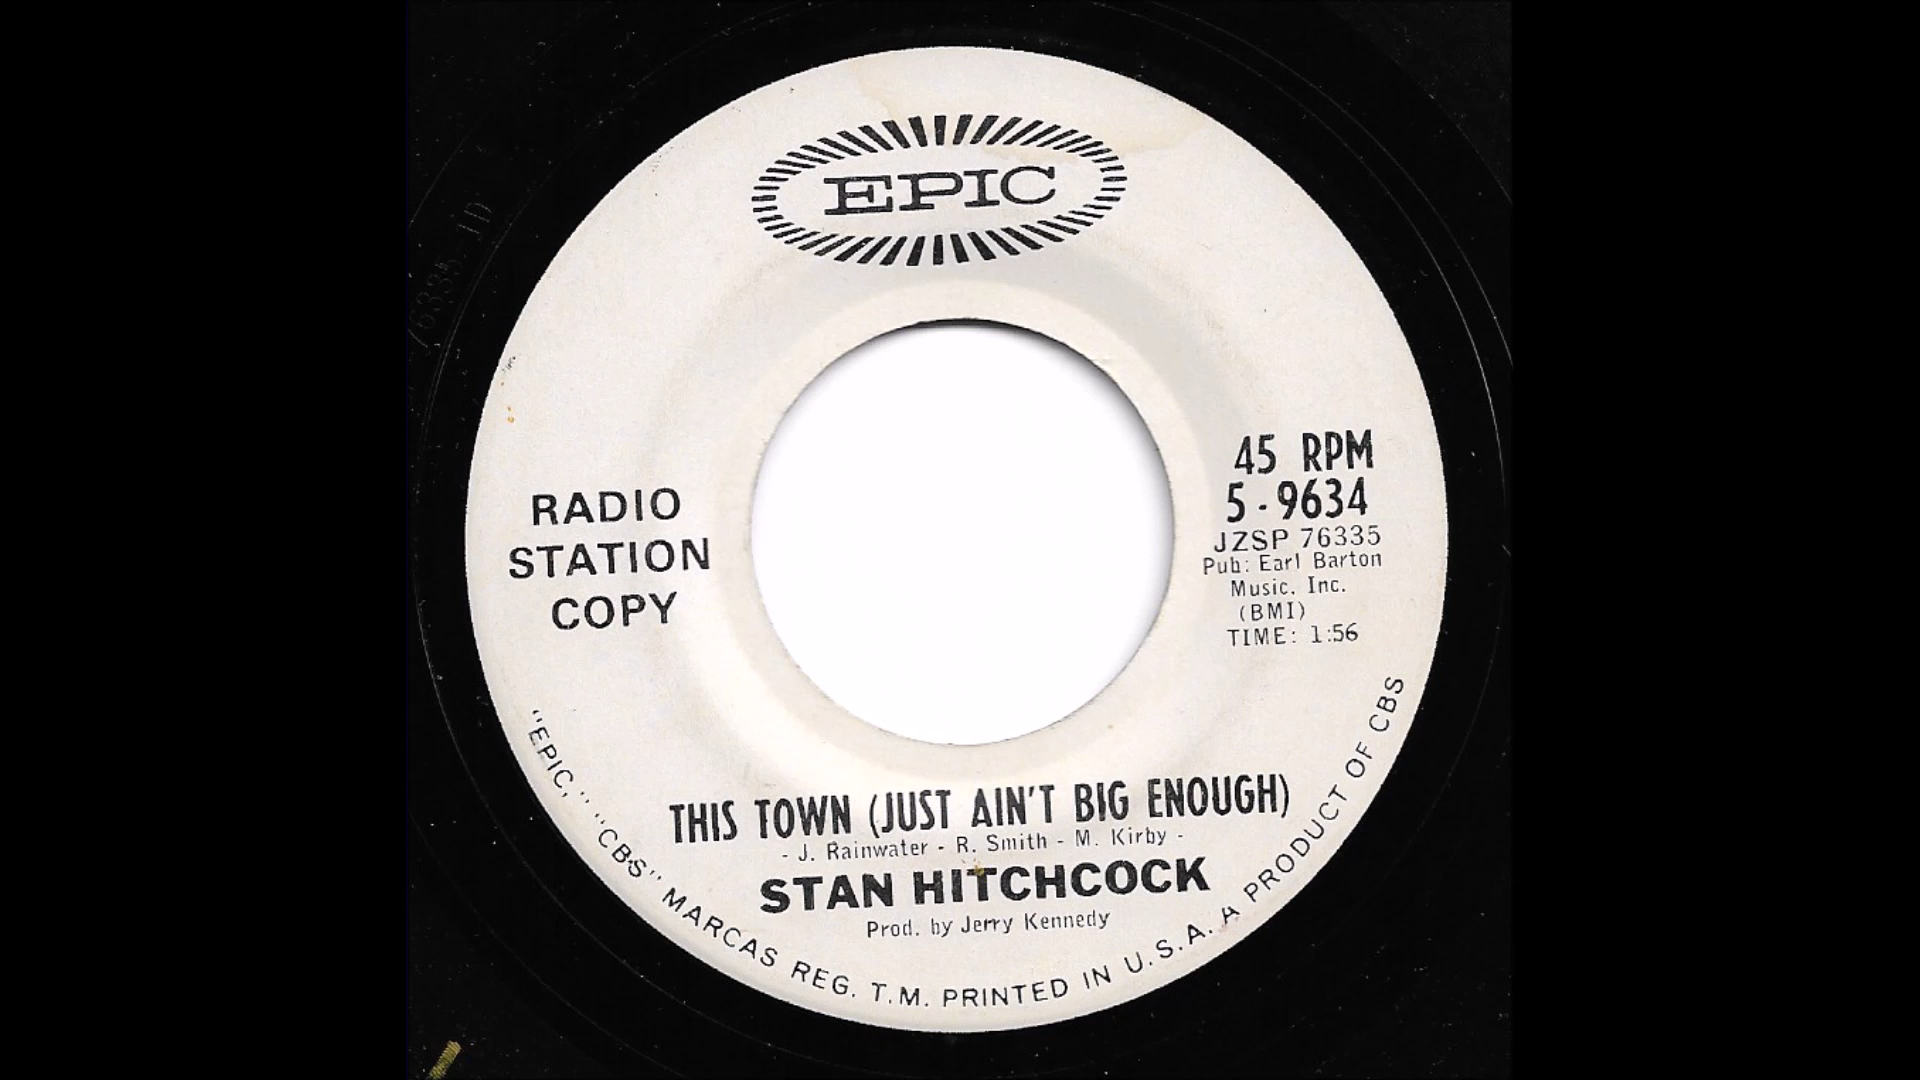 EPIC
RADIO
STATION
COPY
45 RPM
5-9634
JZSP 76335
Pub: Earl Barton
Music, Inc.
(BMI)
TIME: 1:56
THIS TOWN (JUST AIN'T BIG ENOUGH)
- J. Rainwater - R. Smith - M. Kirby -
STAN HITCHCOCK
Prod. by Jerry Kennedy
"EPIC," "CBS" MARCAS REG. T.M. PRINTED IN U.S.A. A PRODUCT OF CBS